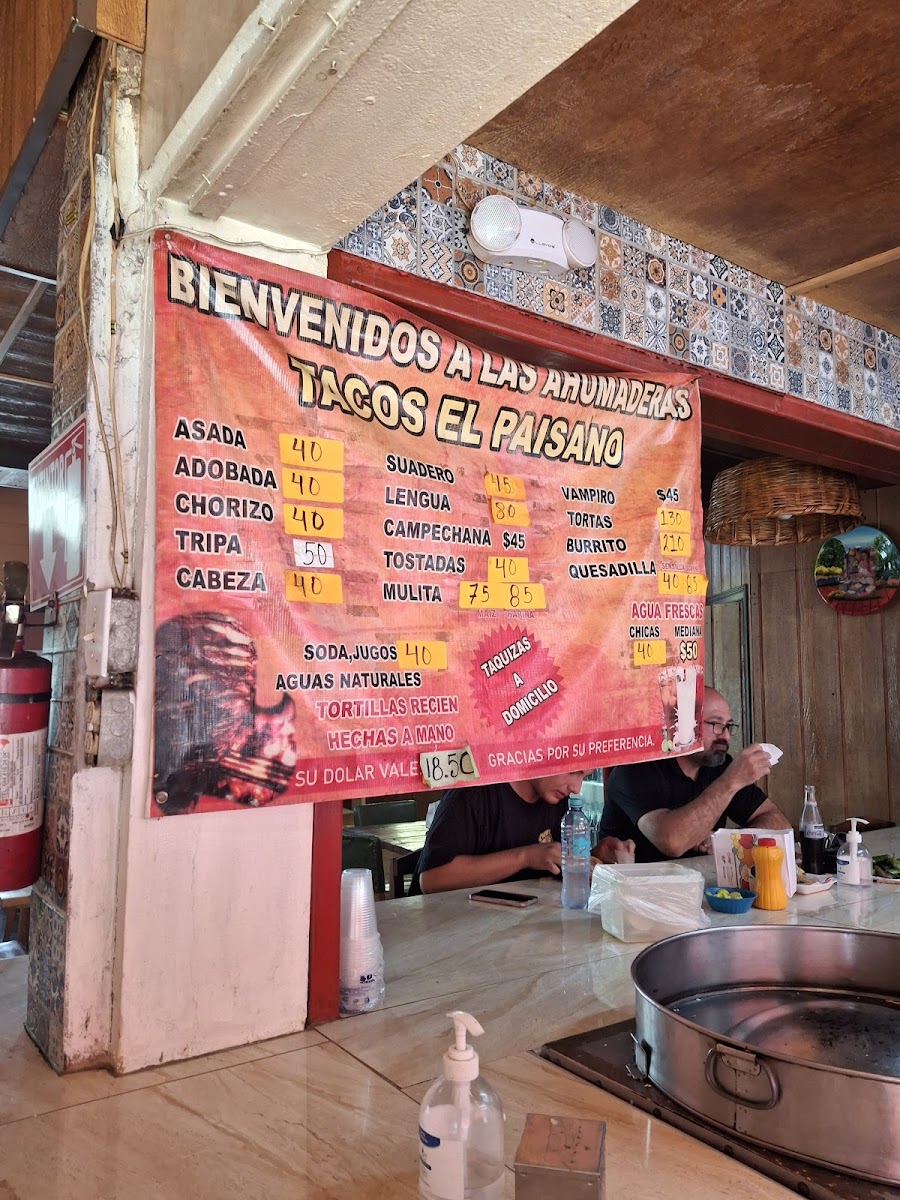 BIENVENIDOS A LAS AHUMADERAS
TACOS EL PAISANO
ASADA 40
ADOBADA 40
CHORIZO 40
TRIPA 50
CABEZA 40
SUADERO 45
LENGUA 80
CAMPECHANA $45
TOSTADAS 40
MULITA 75 85
MAIZ HARINA
VAMPIRO $45
TORTAS 130
BURRITO 210
QUESADILLA 40 85
AGUA FRESCAS
CHICAS MEDIANA
40 $50
SODA, JUGOS 40
AGUAS NATURALES
TORTILLAS RECIEN
HECHAS A MANO
TAQUIZAS
A
DOMICILIO
SU DOLAR VALE 18.50
GRACIAS POR SU PREFERENCIA.